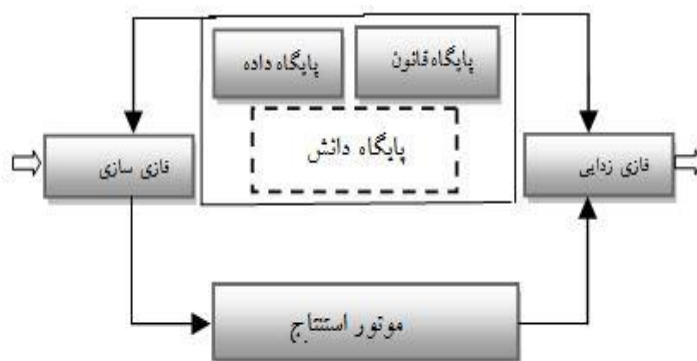 پایگاه قانون
پایگاه داده
پایگاه دانش
فازی سازی
فازی زدایی
موتور استنتاج